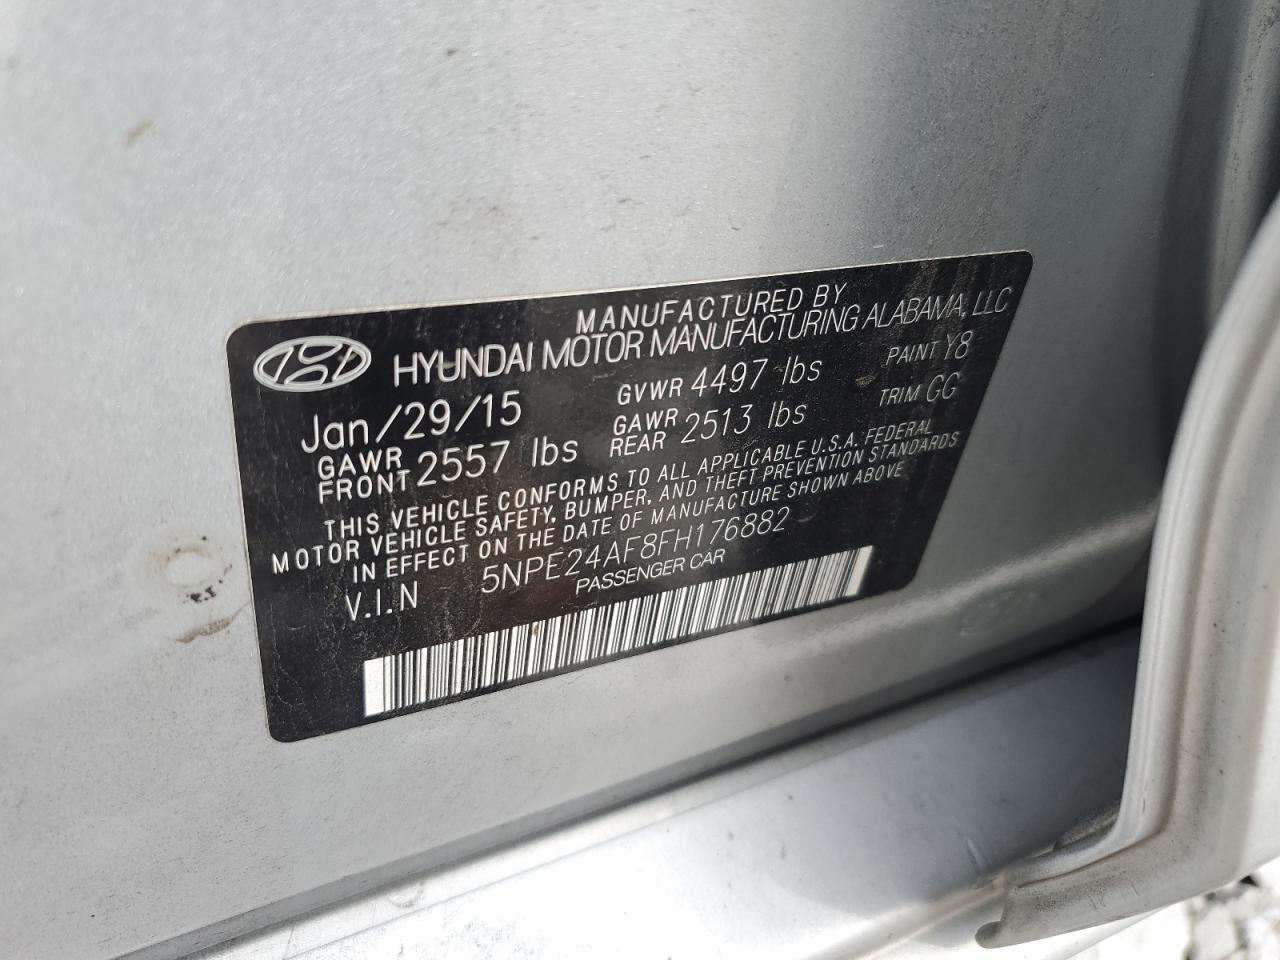 MANUFACTURED BY
HYUNDAI MOTOR MANUFACTURING ALABAMA, LLC
Jan/29/15 GVWR 4497 lbs PAINT Y8
GAWR FRONT 2557 lbs GAWR REAR 2513 lbs TRIM GG
THIS VEHICLE CONFORMS TO ALL APPLICABLE U.S.A. FEDERAL
MOTOR VEHICLE SAFETY, BUMPER, AND THEFT PREVENTION STANDARDS
IN EFFECT ON THE DATE OF MANUFACTURE SHOWN ABOVE
V.I.N 5NPE24AF8FH176882
PASSENGER CAR